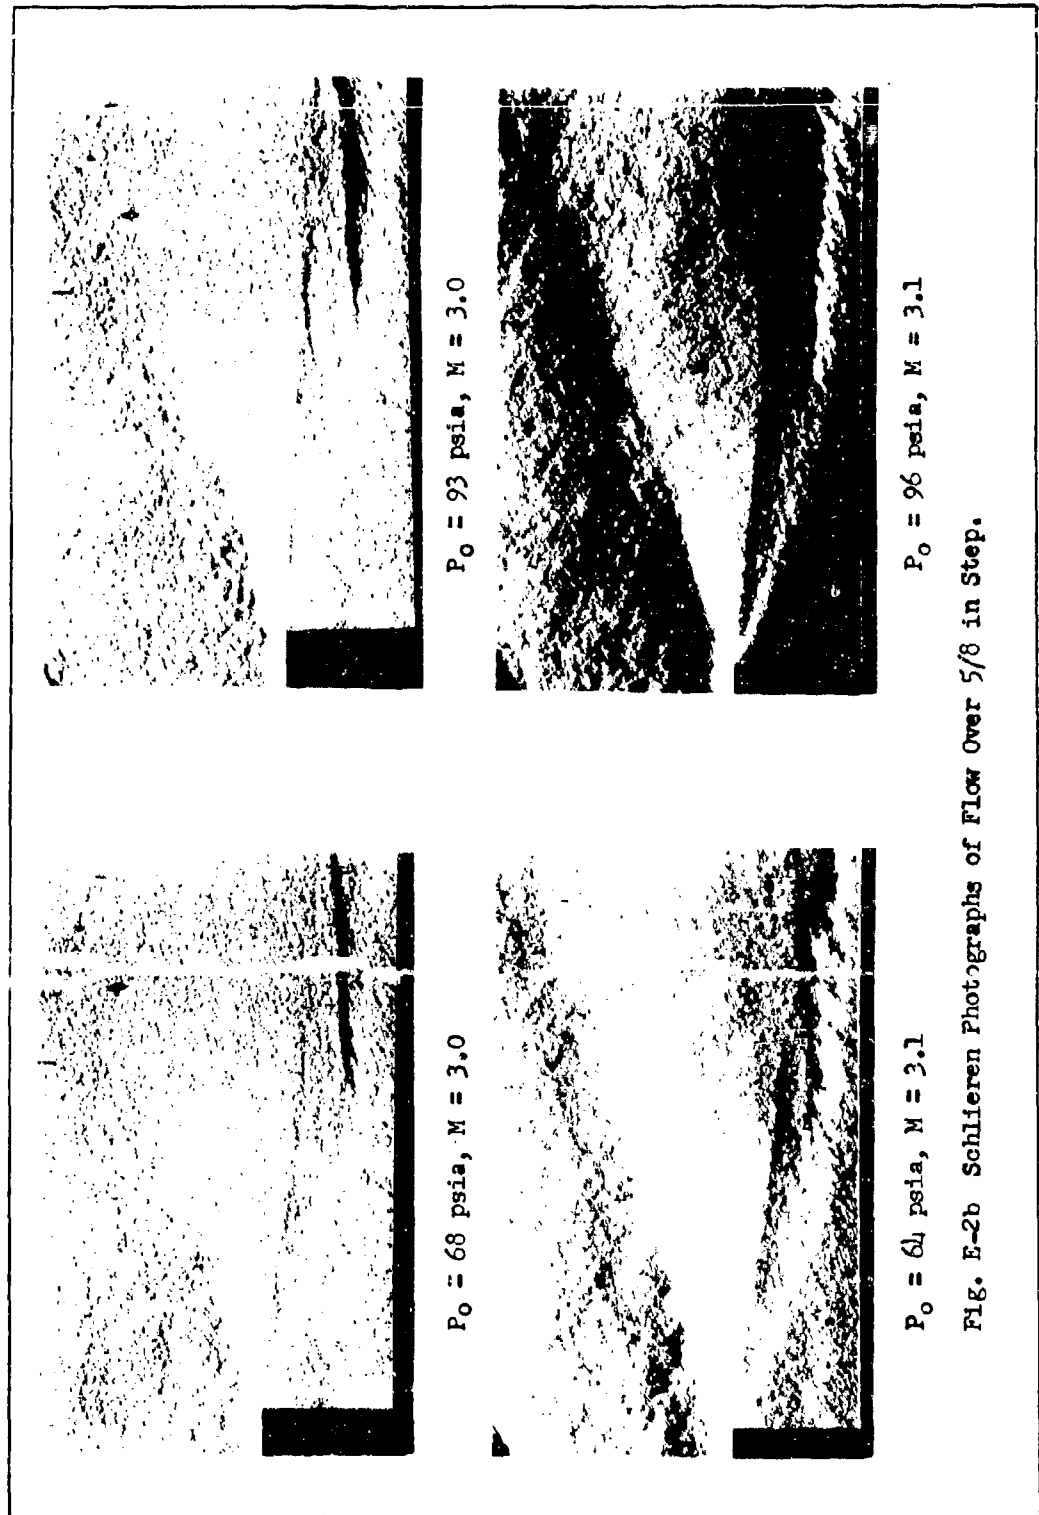 P₀ = 68 psia, M = 3.0
P₀ = 93 psia, M = 3.0
P₀ = 64 psia, M = 3.1
P₀ = 96 psia, M = 3.1
Fig. E-2b Schlieren Photographs of Flow Over 5/8 in Step.